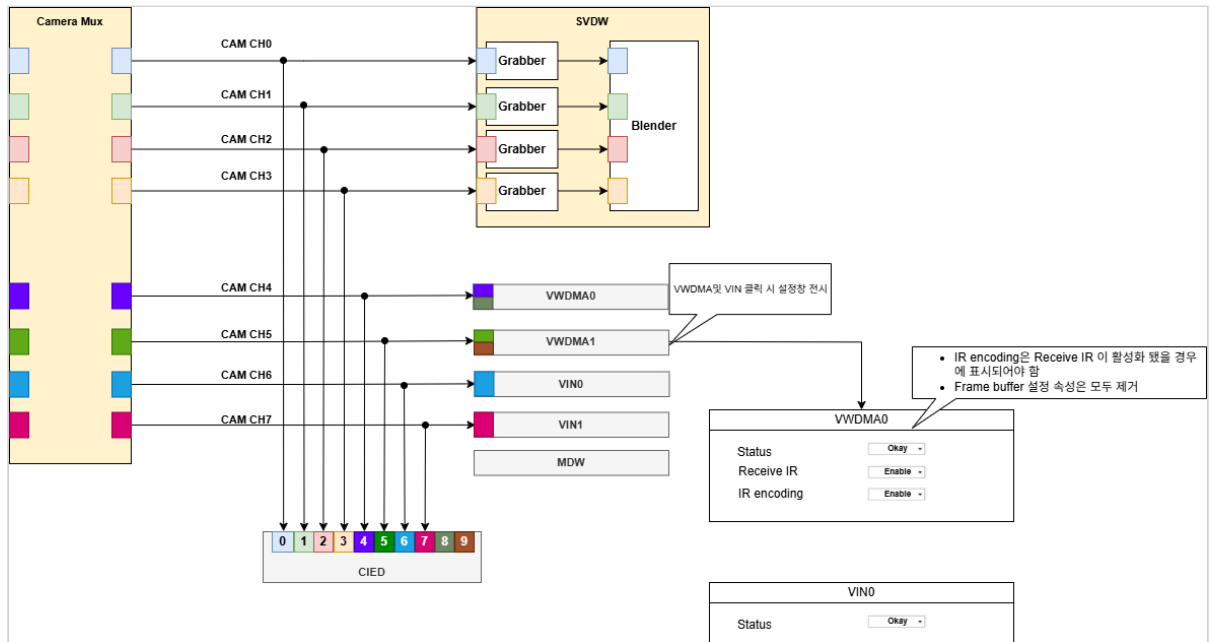 Camera Mux
SVDW
CAM CH0
Grabber
CAM CH1
Grabber
Blender
CAM CH2
Grabber
CAM CH3
Grabber
CAM CH4
VWDMA0
VWDMA및 VIN 클릭 시 설정창 전시
CAM CH5
VWDMA1
IR encoding은 Receive IR 이 활성화 됐을 경우
에 표시되어야 함
Frame buffer 설정 속성은 모두 제거
CAM CH6
VIN0
CAM CH7
VIN1
MDW
VWDMA0
Status Okay
Receive IR Enable
IR encoding Enable
0 1 2 3 4 5 6 7 8 9
CIED
VIN0
Status Okay